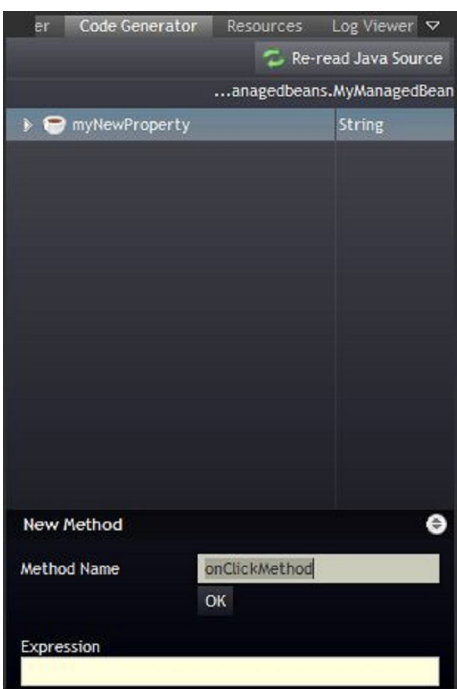 er Code Generator Resources Log Viewer
Re-read Java Source
...anagedbeans.MyManagedBean
myNewProperty String
New Method
Method Name onClickMethod
OK
Expression